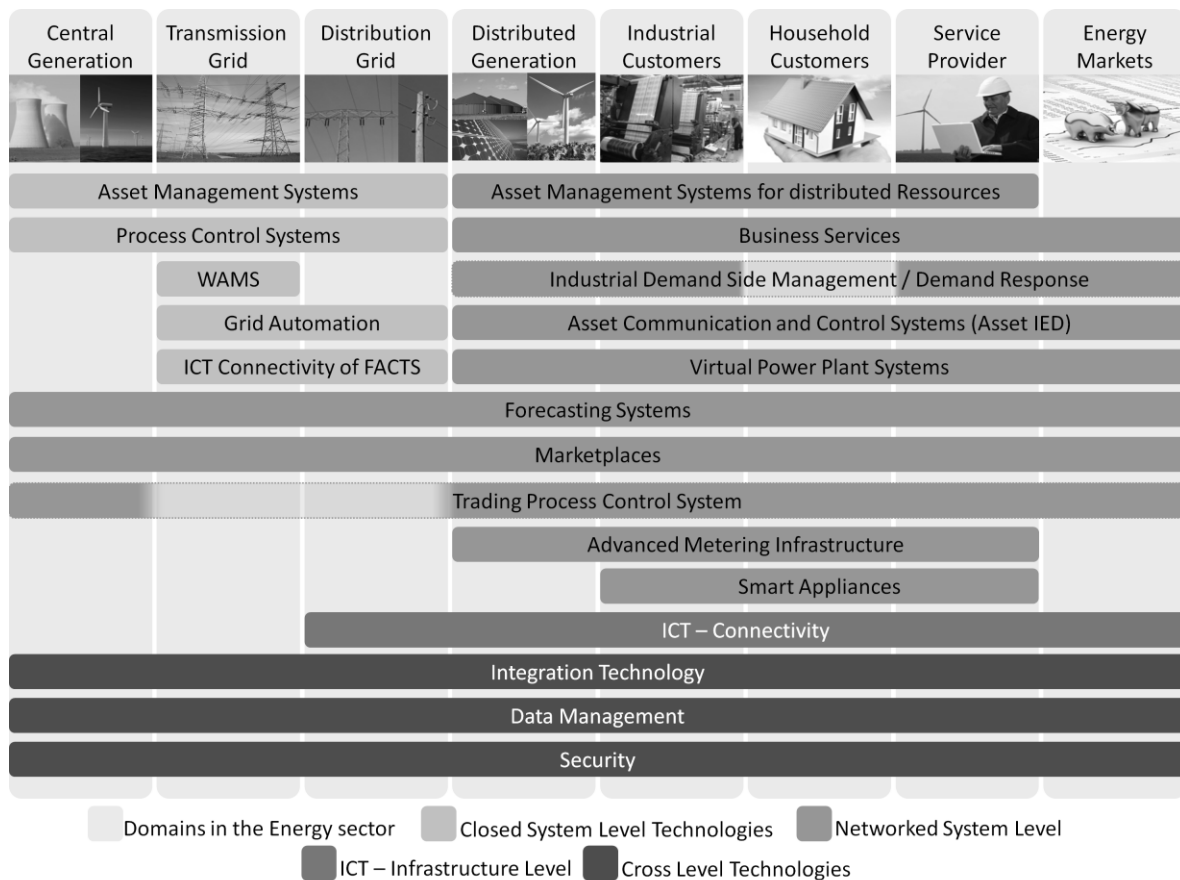 Central
Generation
Transmission
Grid
Distribution
Grid
Distributed
Generation
Industrial
Customers
Household
Customers
Service
Provider
Energy
Markets
Asset Management Systems
Asset Management Systems for distributed Ressources
Process Control Systems
Business Services
WAMS
Industrial Demand Side Management / Demand Response
Grid Automation
Asset Communication and Control Systems (Asset IED)
ICT Connectivity of FACTS
Virtual Power Plant Systems
Forecasting Systems
Marketplaces
Trading Process Control System
Advanced Metering Infrastructure
Smart Appliances
ICT – Connectivity
Integration Technology
Data Management
Security
Domains in the Energy sector
Closed System Level Technologies
Networked System Level
ICT – Infrastructure Level
Cross Level Technologies